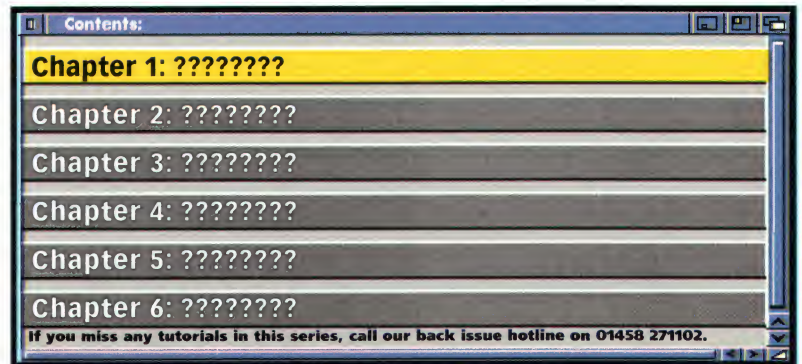 Contents:
Chapter 1: ????????
Chapter 2: ????????
Chapter 3: ????????
Chapter 4: ????????
Chapter 5: ????????
Chapter 6: ????????
If you miss any tutorials in this series, call our back issue hotline on 01458 271102.